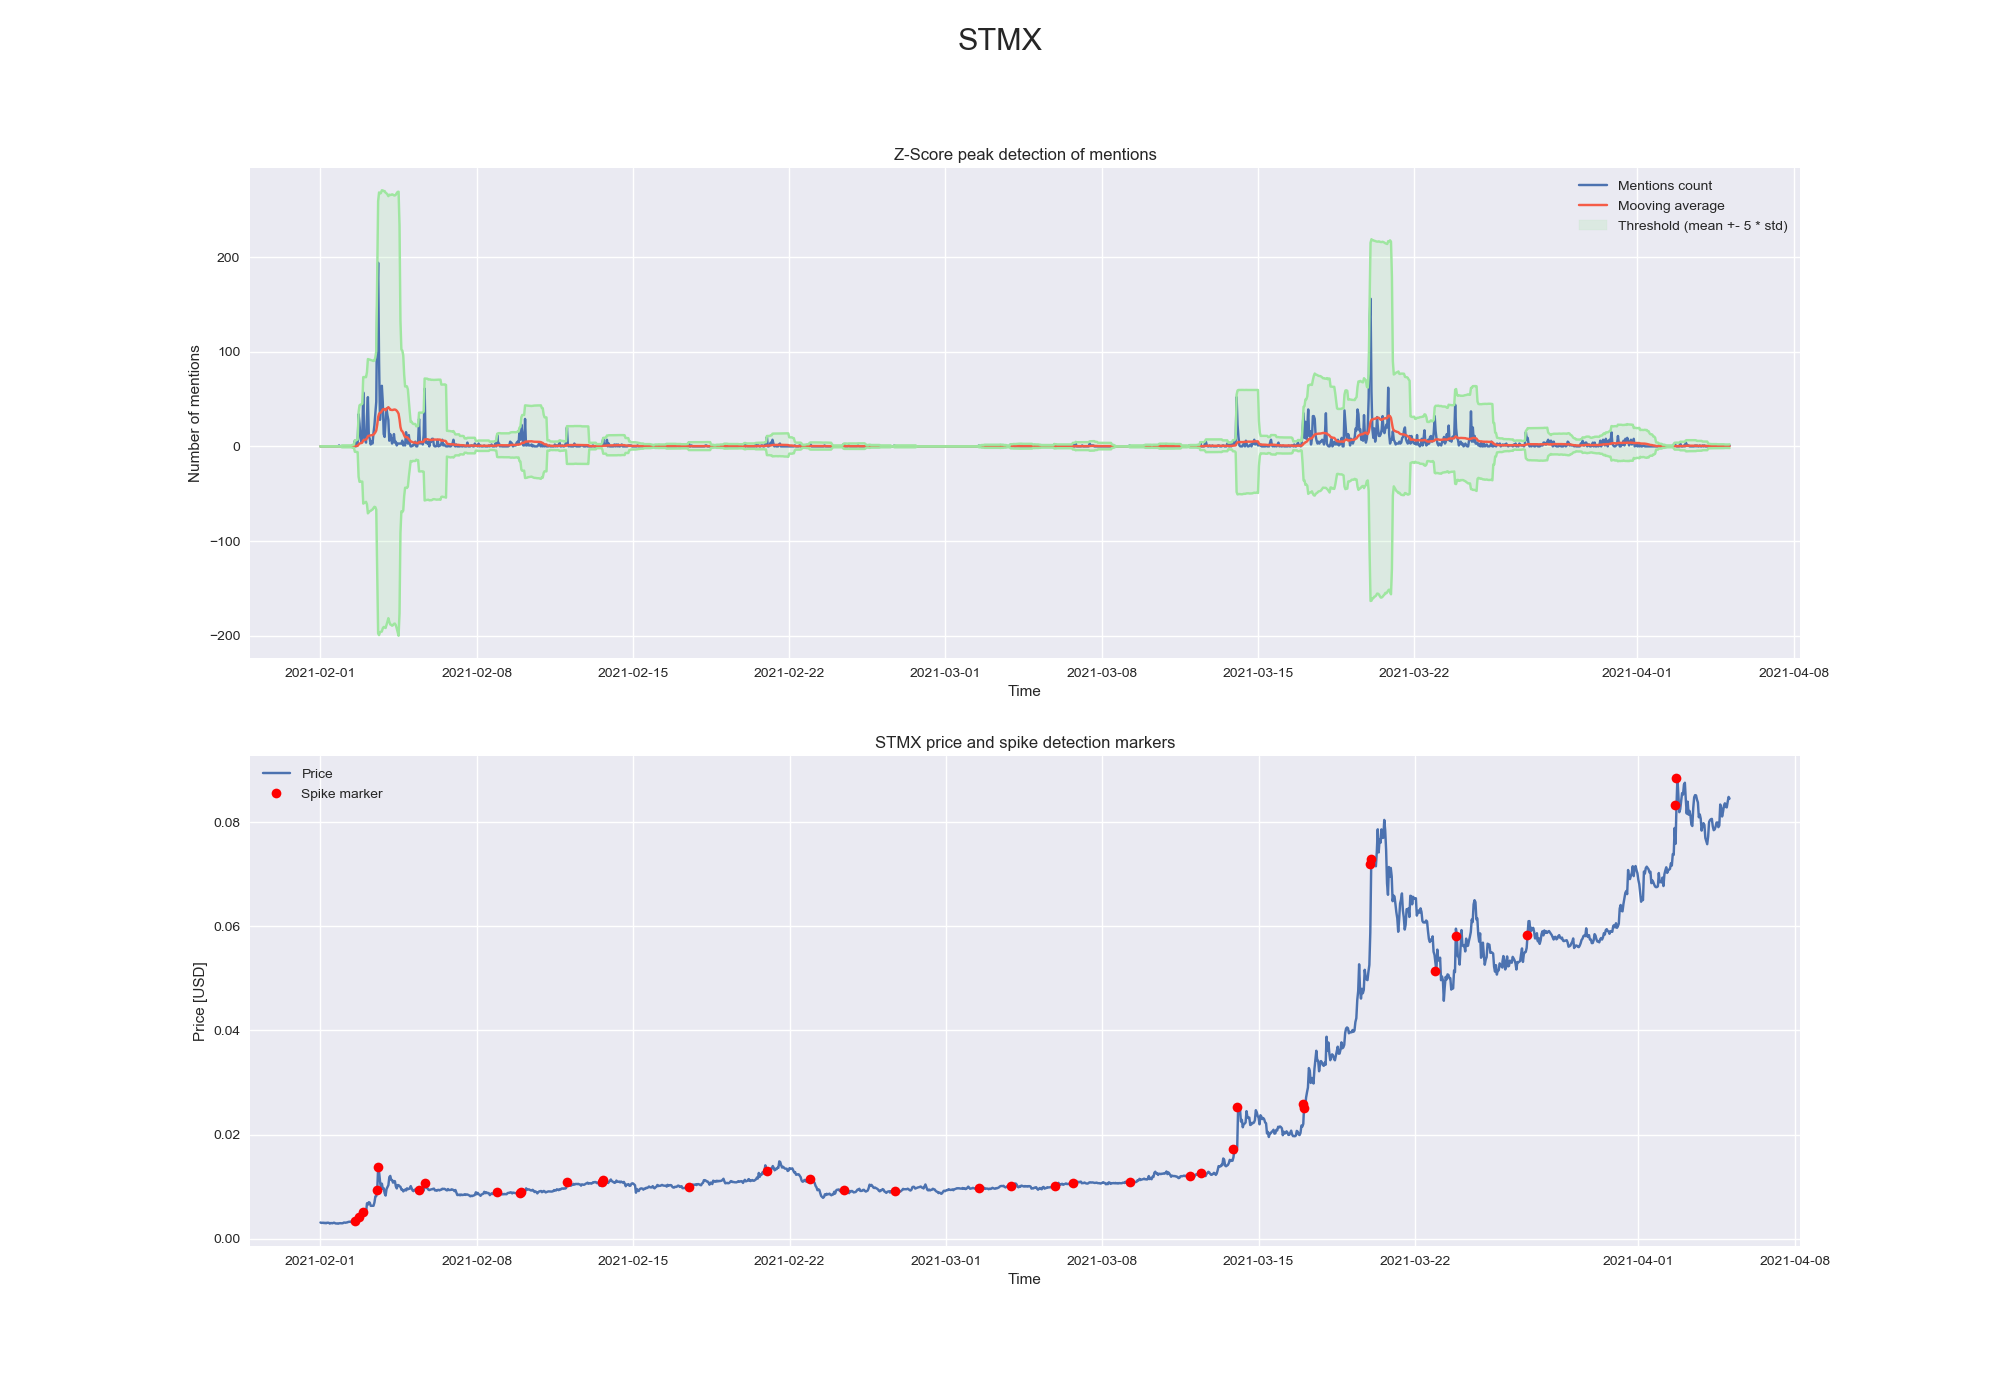 STMX
Z-Score peak detection of mentions
Mentions count
Mooving average
Threshold (mean +- 5 * std)
Number of mentions
200
100
0
−100
−200
2021-02-01 2021-02-08 2021-02-15 2021-02-22 2021-03-01 2021-03-08 2021-03-15 2021-03-22 2021-04-01 2021-04-08
Time
STMX price and spike detection markers
Price
Spike marker
Price [USD]
0.08
0.06
0.04
0.02
0.00
2021-02-01 2021-02-08 2021-02-15 2021-02-22 2021-03-01 2021-03-08 2021-03-15 2021-03-22 2021-04-01 2021-04-08
Time